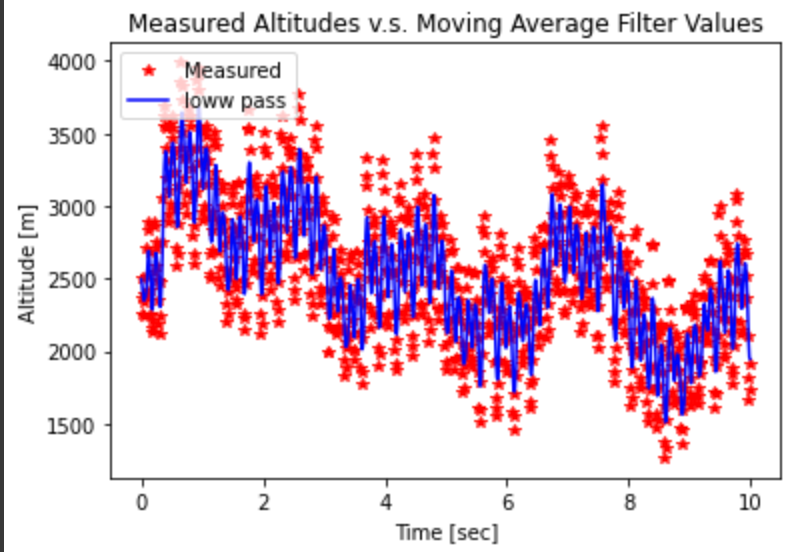 Measured Altitudes v.s. Moving Average Filter Values
4000
3500
3000
2500
2000
1500
Altitude [m]
Measured
loww pass
0 2 4 6 8 10
Time [sec]